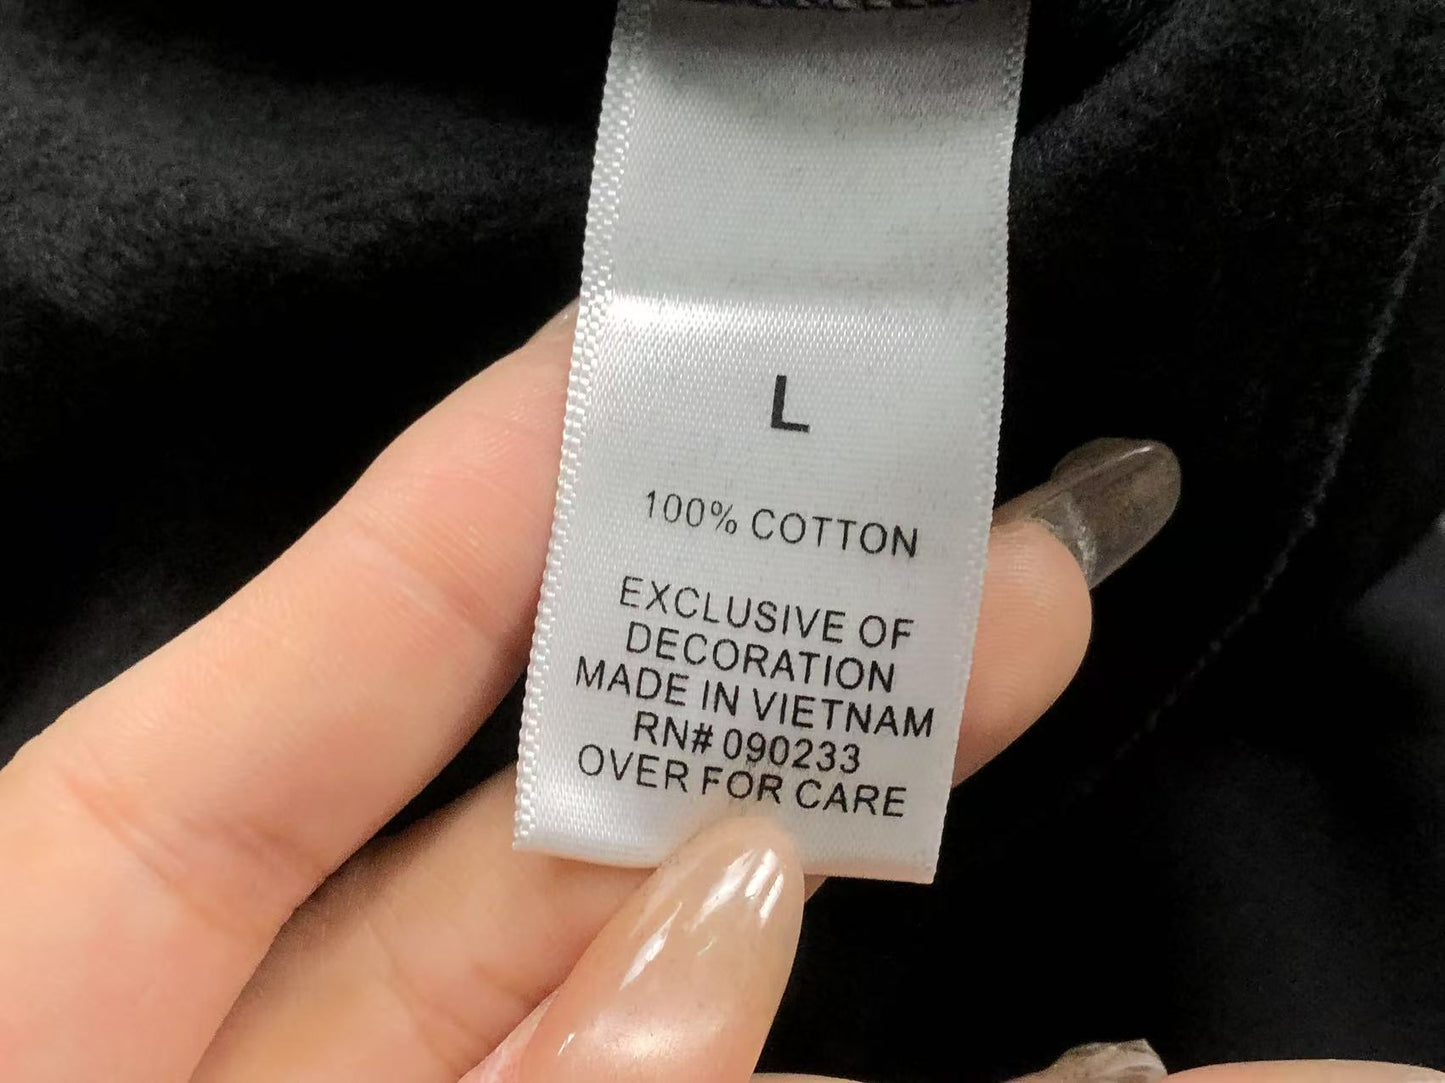 L
100% COTTON
EXCLUSIVE OF
DECORATION
MADE IN VIETNAM
RN# 090233
OVER FOR CARE